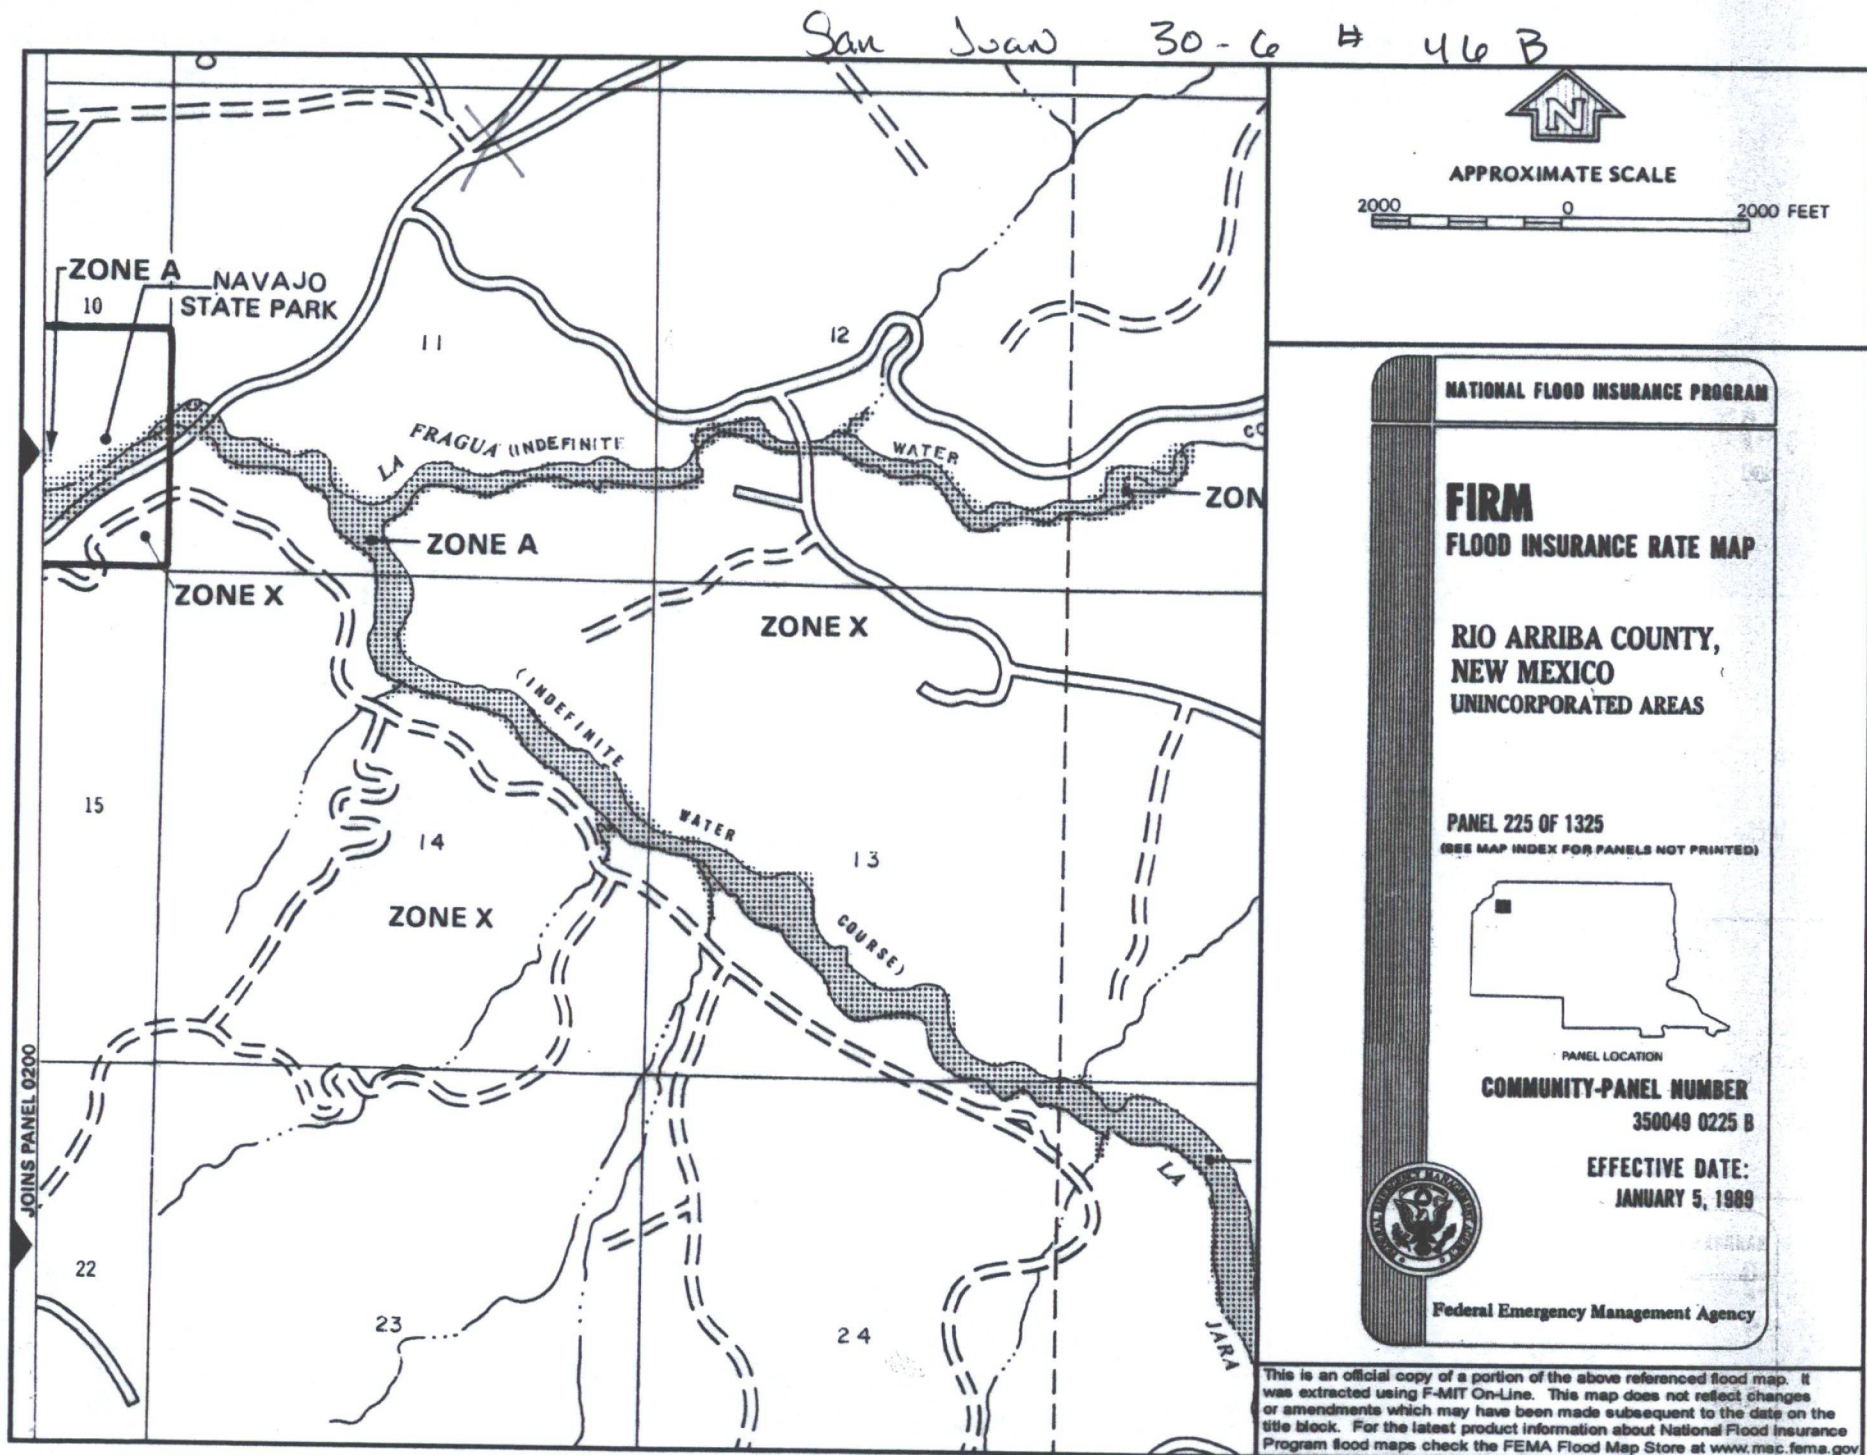 San Juan 30-6 # 46 B
N
APPROXIMATE SCALE
2000 0 2000 FEET
ZONE A
NAVAJO
STATE PARK
10
11
12
LA FRAGUA (INDEFINITE WATER CO
ZON
ZONE A
ZONE X
ZONE X
(INDEFINITE WATER COURSE)
15
14
13
ZONE X
JOINS PANEL 0200
22
23
24
LA JARA
NATIONAL FLOOD INSURANCE PROGRAM
FIRM
FLOOD INSURANCE RATE MAP
RIO ARRIBA COUNTY,
NEW MEXICO
UNINCORPORATED AREAS
PANEL 225 OF 1325
(SEE MAP INDEX FOR PANELS NOT PRINTED)
PANEL LOCATION
COMMUNITY-PANEL NUMBER
350049 0225 B
EFFECTIVE DATE:
JANUARY 5, 1989
Federal Emergency Management Agency
This is an official copy of a portion of the above referenced flood map. It
was extracted using F-MIT On-Line. This map does not reflect changes
or amendments which may have been made subsequent to the date on the
title block. For the latest product information about National Flood Insurance
Program flood maps check the FEMA Flood Map Store at www.msc.fema.gov